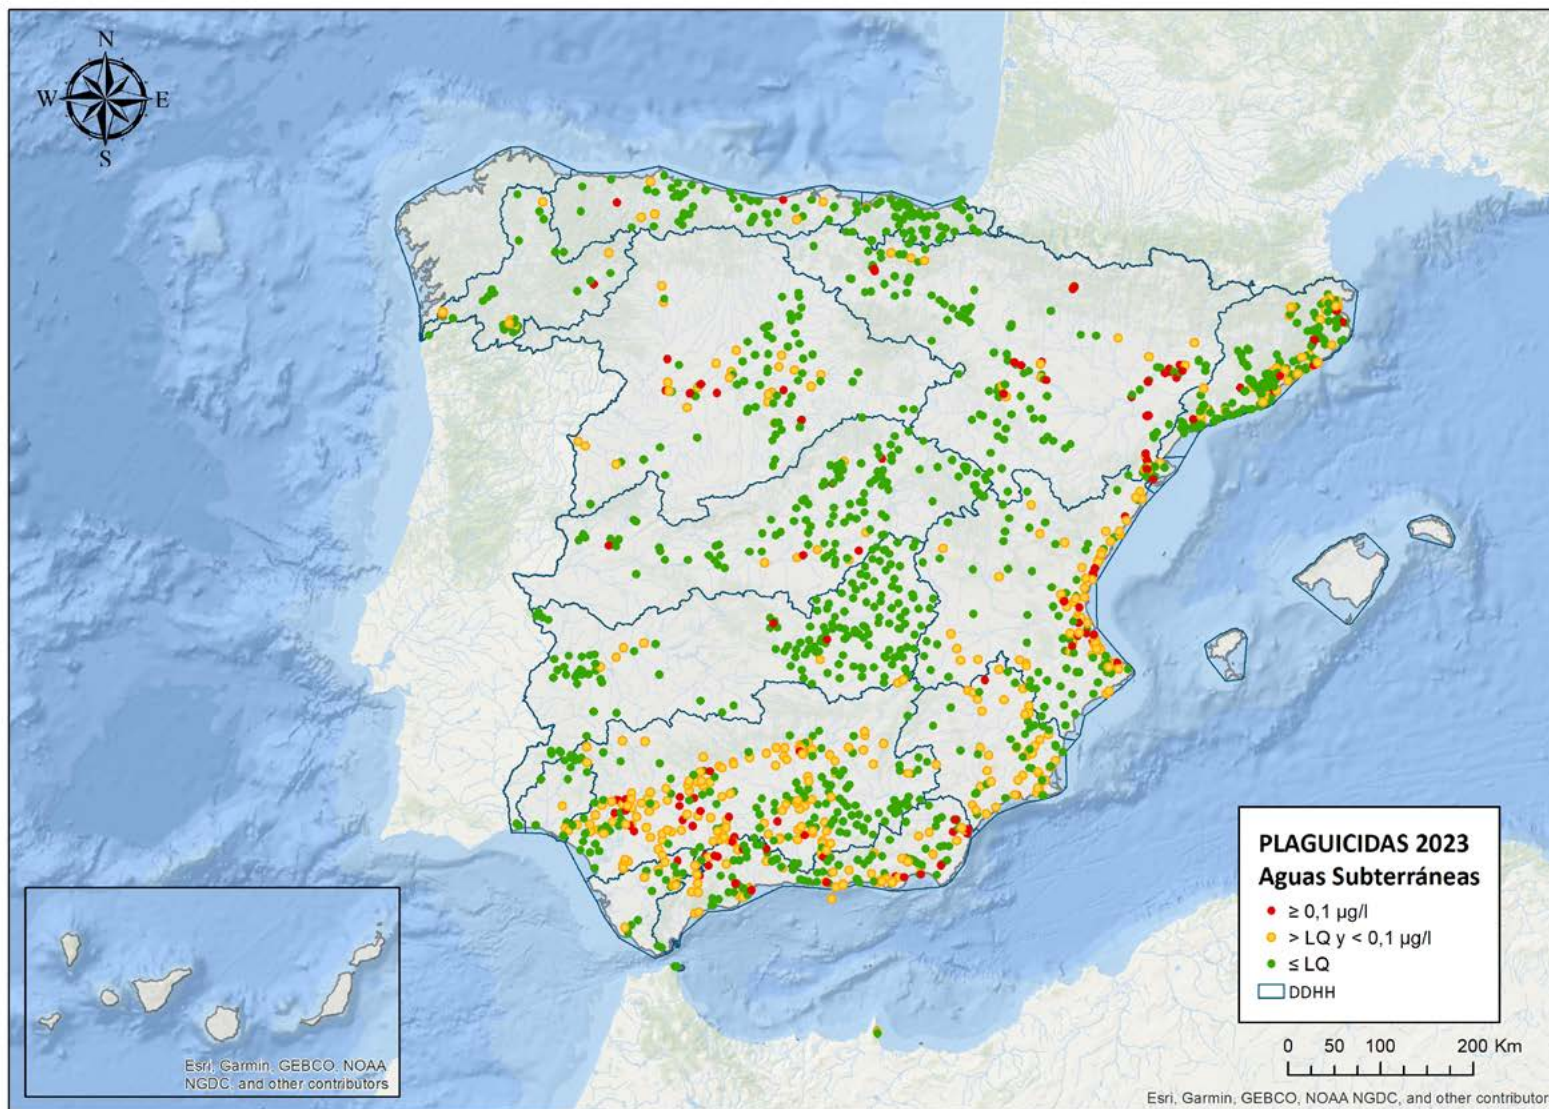 N
W
E
S
PLAGUICIDAS 2023
Aguas Subterráneas
≥ 0,1 µg/l
> LQ y < 0,1 µg/l
≤ LQ
DDHH
0 50 100 200 Km
Esri, Garmin, GEBCO, NOAA
NGDC, and other contributors
Esri, Garmin, GEBCO, NOAA NGDC, and other contributor